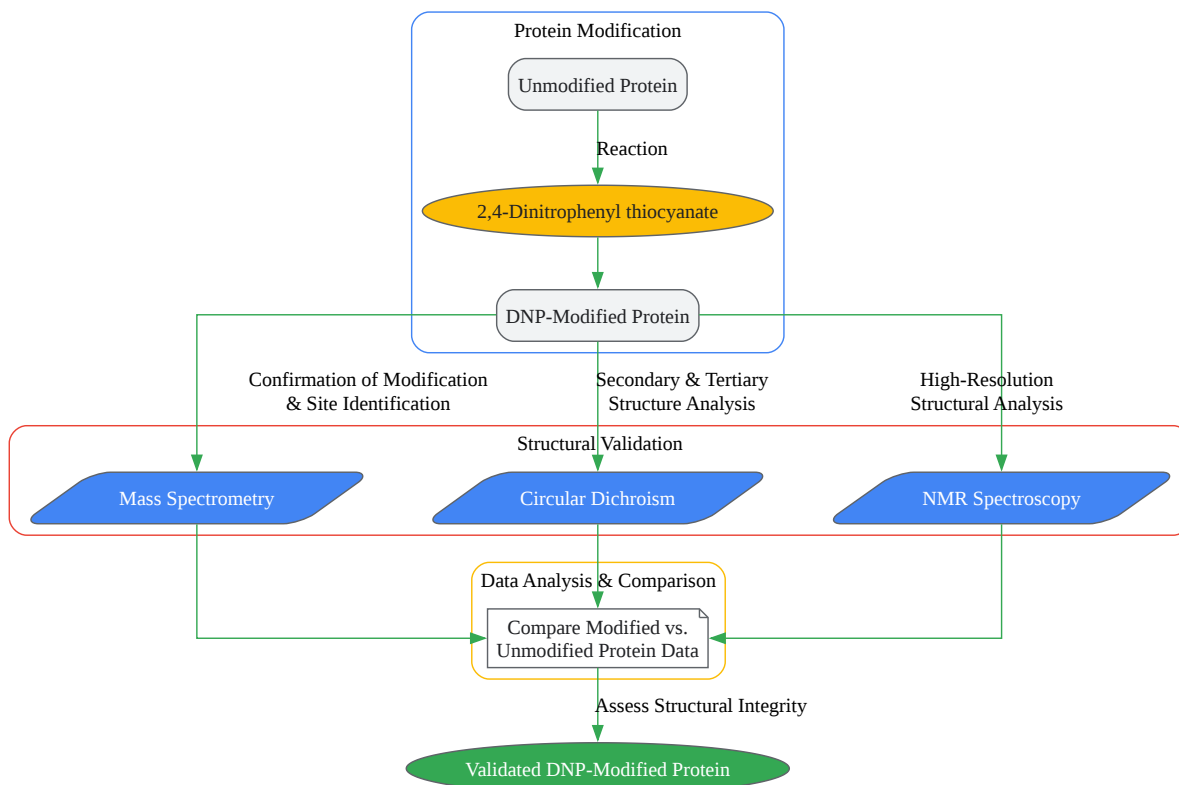 Protein Modification
Unmodified Protein
Reaction
2,4-Dinitrophenyl thiocyanate
DNP-Modified Protein
Confirmation of Modification
& Site Identification
Secondary & Tertiary
Structure Analysis
High-Resolution
Structural Analysis
Structural Validation
Mass Spectrometry
Circular Dichroism
NMR Spectroscopy
Data Analysis & Comparison
Compare Modified vs.
Unmodified Protein Data
Assess Structural Integrity
Validated DNP-Modified Protein